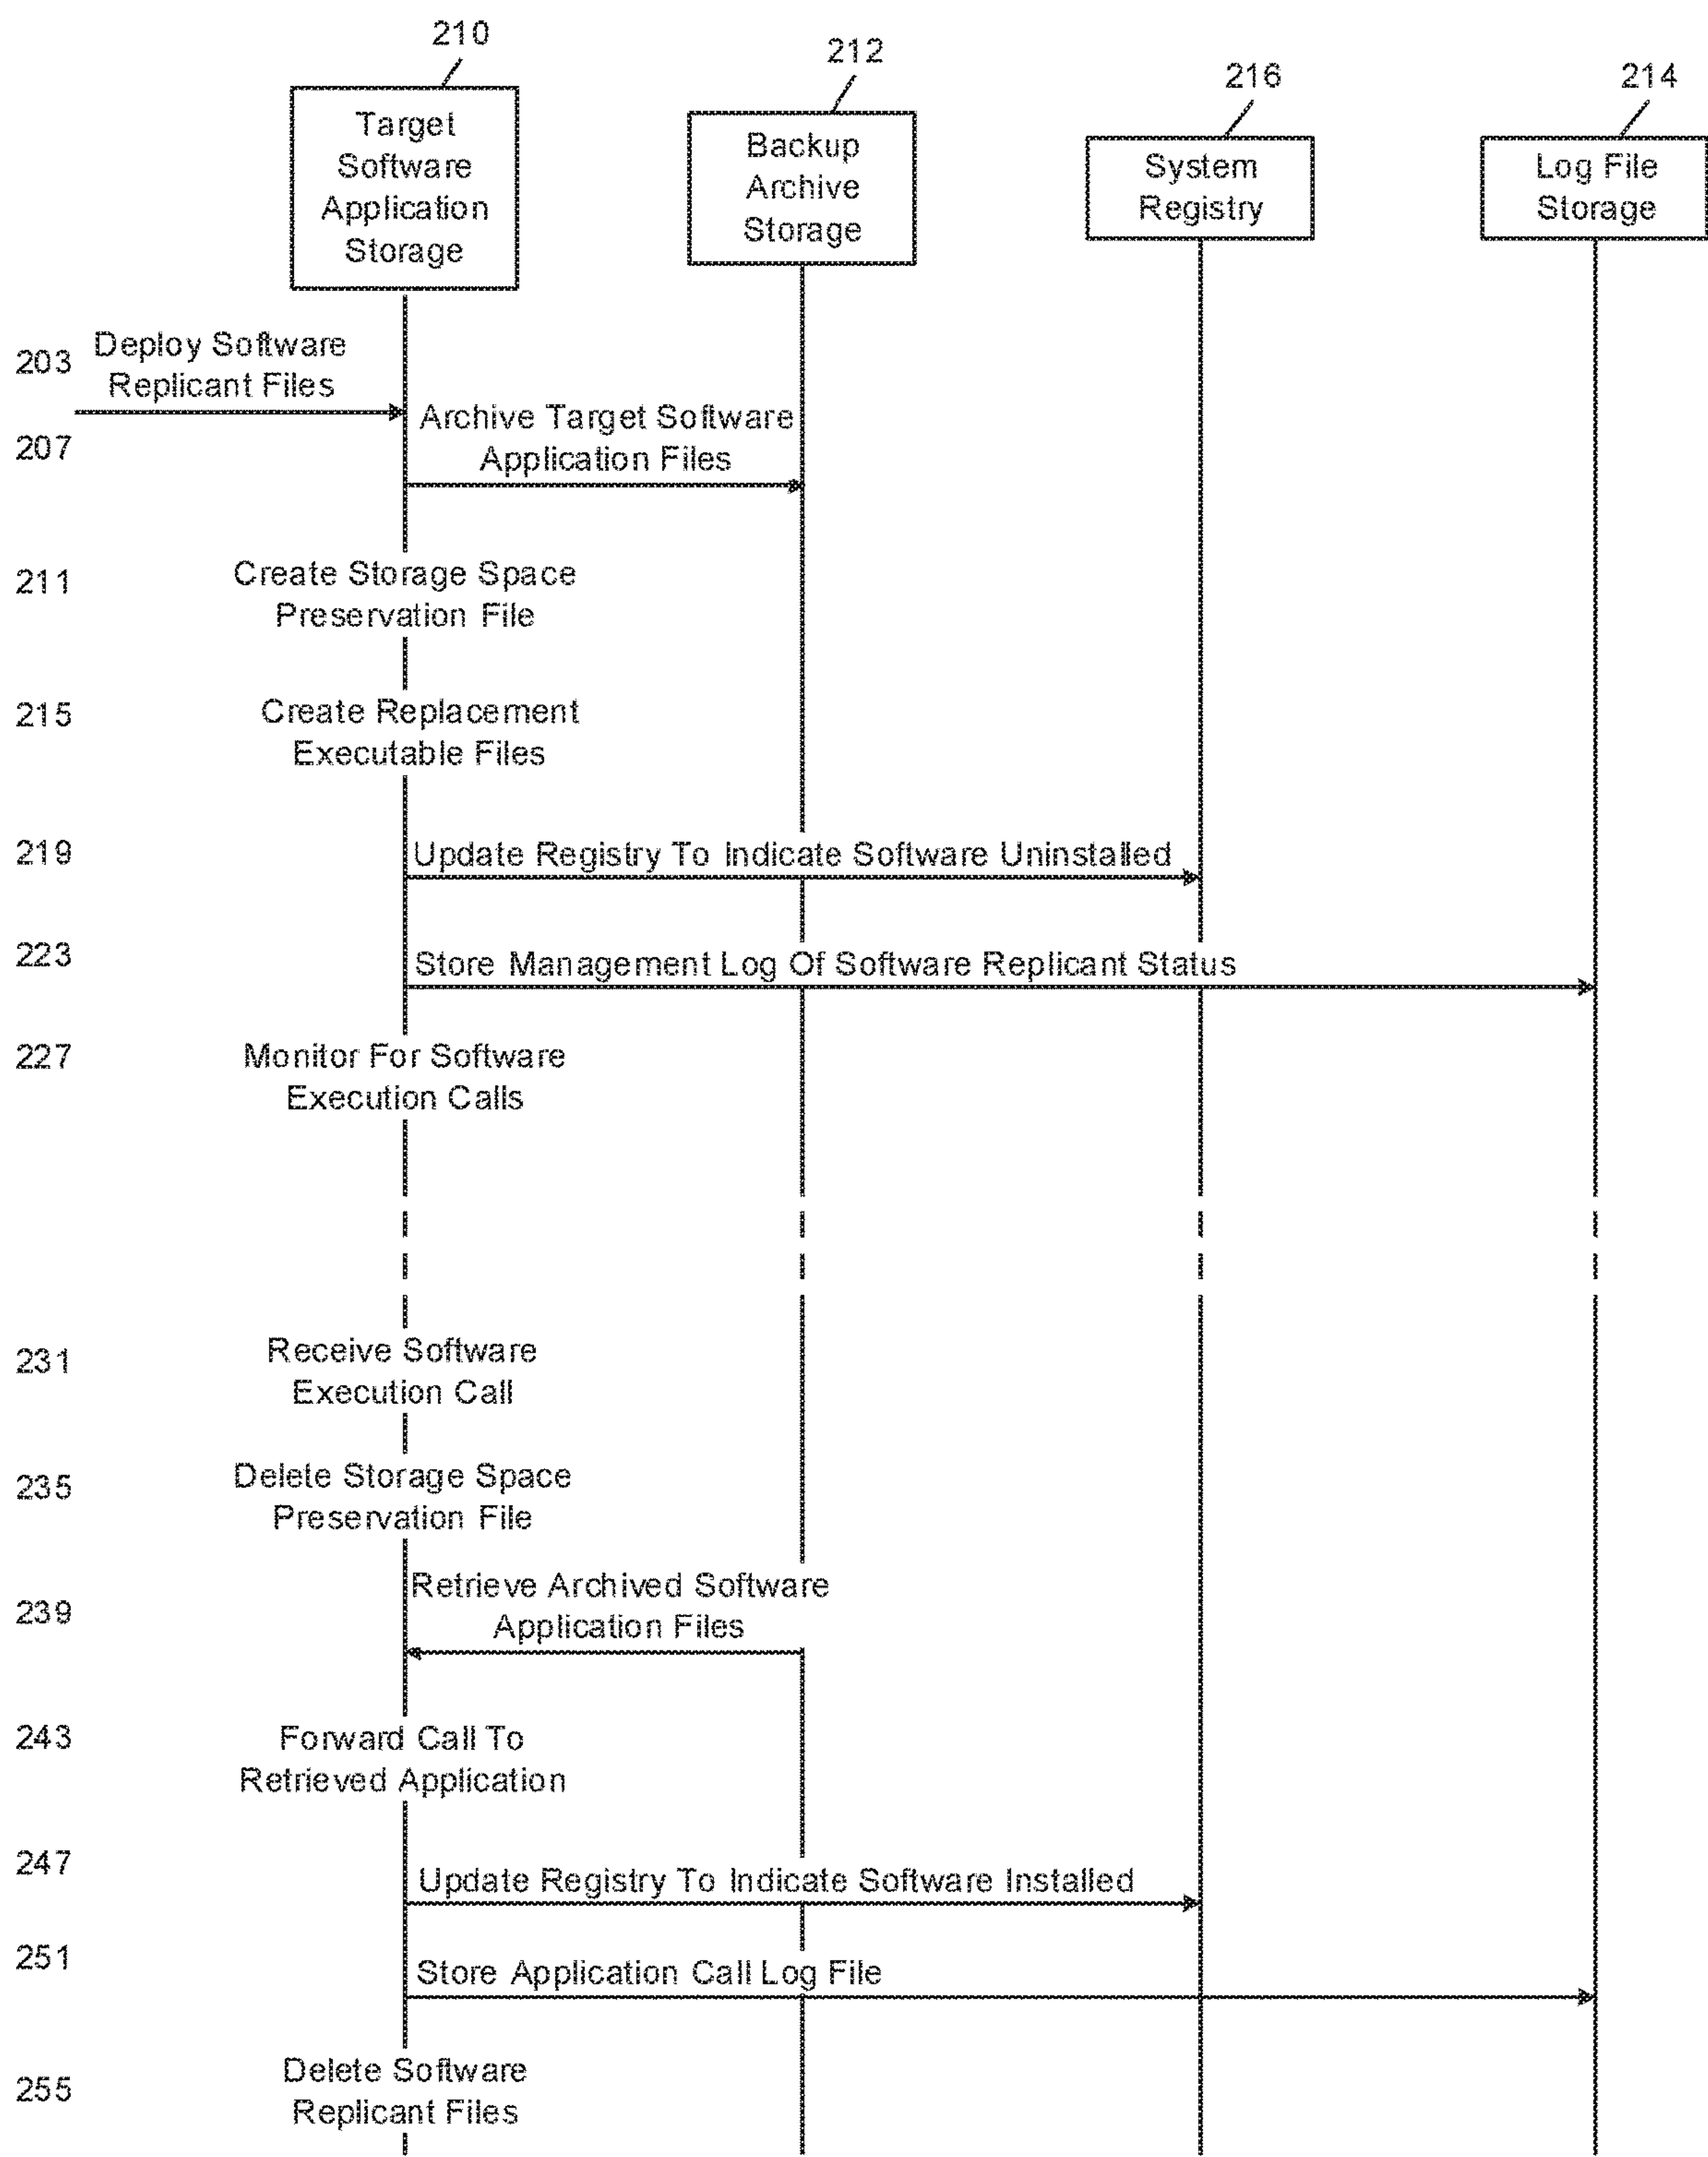 210
212
216
214
Target
Software
Application
Storage
Backup
Archive
Storage
System
Registry
Log File
Storage
203
Deploy Software
Replicant Files
207
Archive Target Software
Application Files
211
Create Storage Space
Preservation File
215
Create Replacement
Executable Files
219
Update Registry To Indicate Software Uninstalled
223
Store Management Log Of Software Replicant Status
227
Monitor For Software
Execution Calls
231
Receive Software
Execution Call
235
Delete Storage Space
Preservation File
239
Retrieve Archived Software
Application Files
243
Forward Call To
Retrieved Application
247
Update Registry To Indicate Software Installed
251
Store Application Call Log File
255
Delete Software
Replicant Files